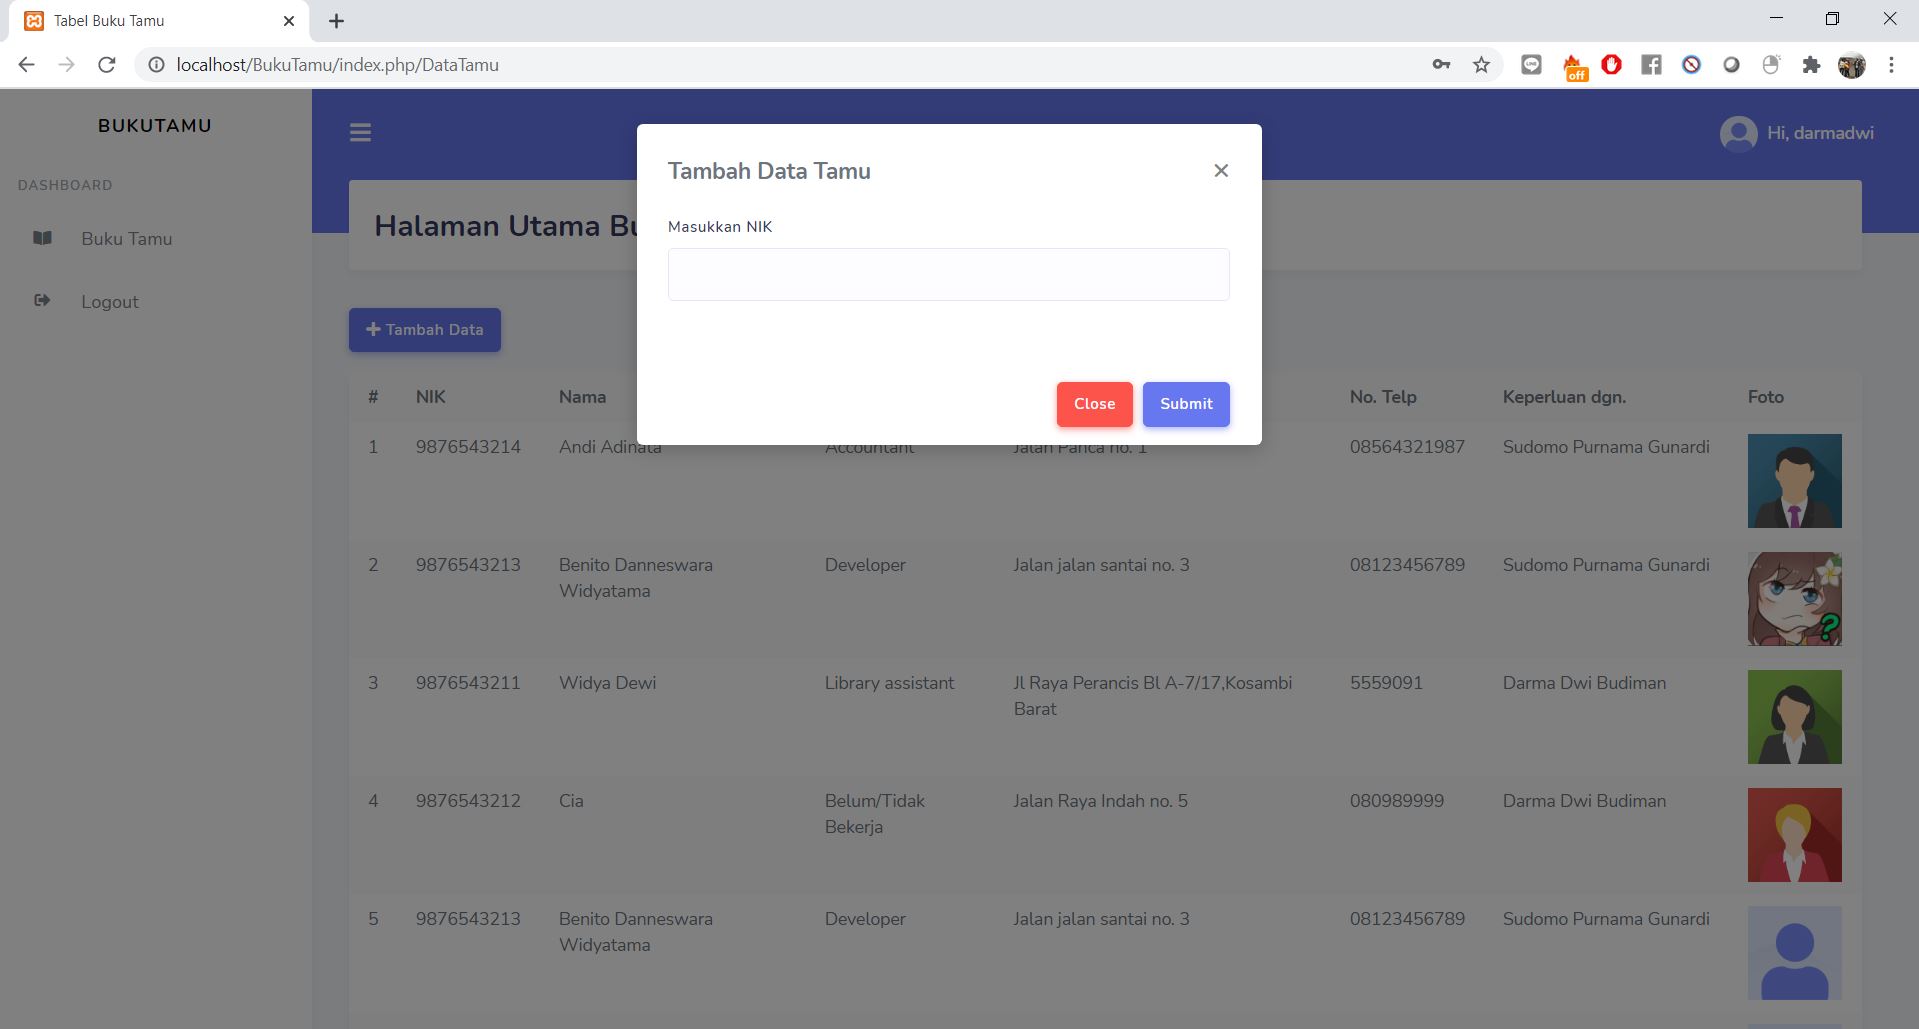 Tabel Buku Tamu
localhost/BukuTamu/index.php/DataTamu
off
BUKUTAMU
Hi, darmadwi
DASHBOARD
Buku Tamu
Logout
Halaman Utama
Tambah Data
Tambah Data Tamu
Masukkan NIK
Close Submit
# NIK Nama No. Telp Keperluan dgn. Foto
1 9876543214 Andi Adinata Accountant Jalan Panca no. 1 08564321987 Sudomo Purnama Gunardi
2 9876543213 Benito Danneswara Developer Jalan jalan santai no. 3 08123456789 Sudomo Purnama Gunardi
Widyatama
3 9876543211 Widya Dewi Library assistant Jl Raya Perancis Bl A-7/17,Kosambi 5559091 Darma Dwi Budiman
Barat
4 9876543212 Cia Belum/Tidak Jalan Raya Indah no. 5 080989999 Darma Dwi Budiman
Bekerja
5 9876543213 Benito Danneswara Developer Jalan jalan santai no. 3 08123456789 Sudomo Purnama Gunardi
Widyatama